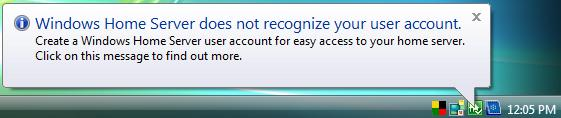 Windows Home Server does not recognize your user account.
Create a Windows Home Server user account for easy access to your home server.
Click on this message to find out more.
12:05 PM